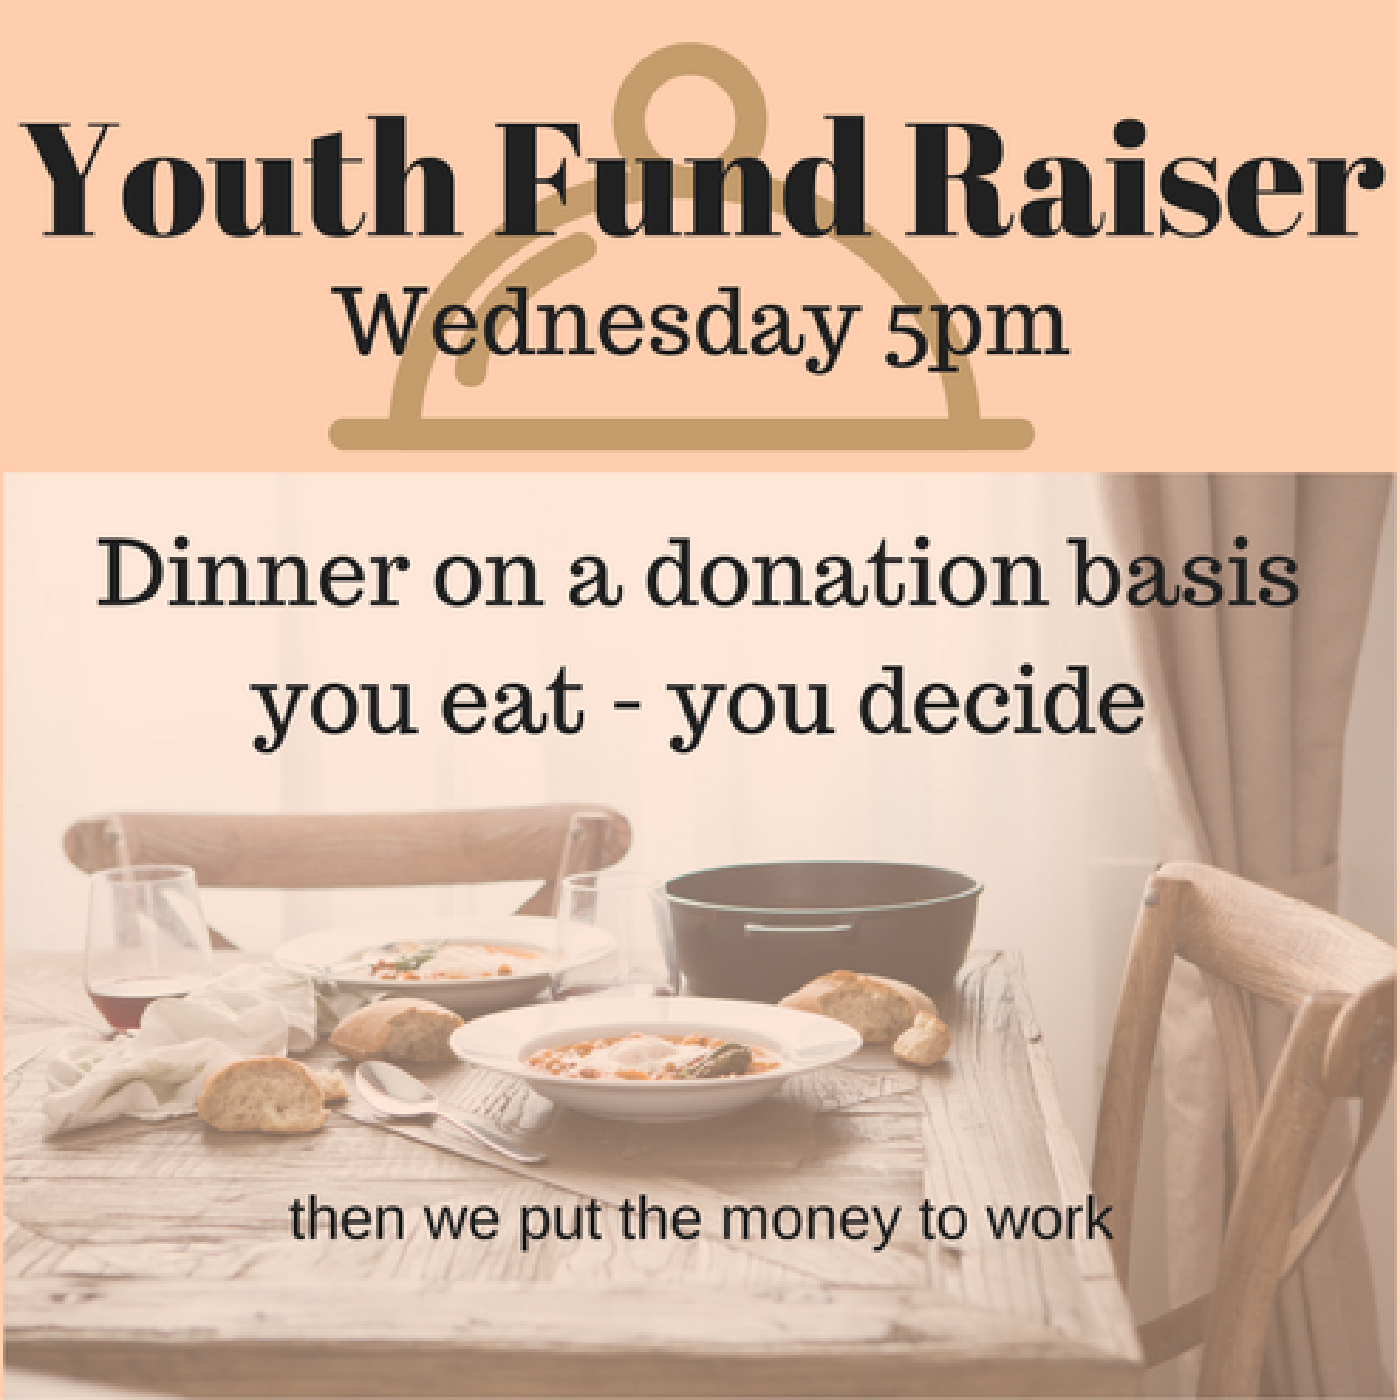 Youth Fund Raiser
Wednesday 5pm
Dinner on a donation basis
you eat - you decide
then we put the money to work